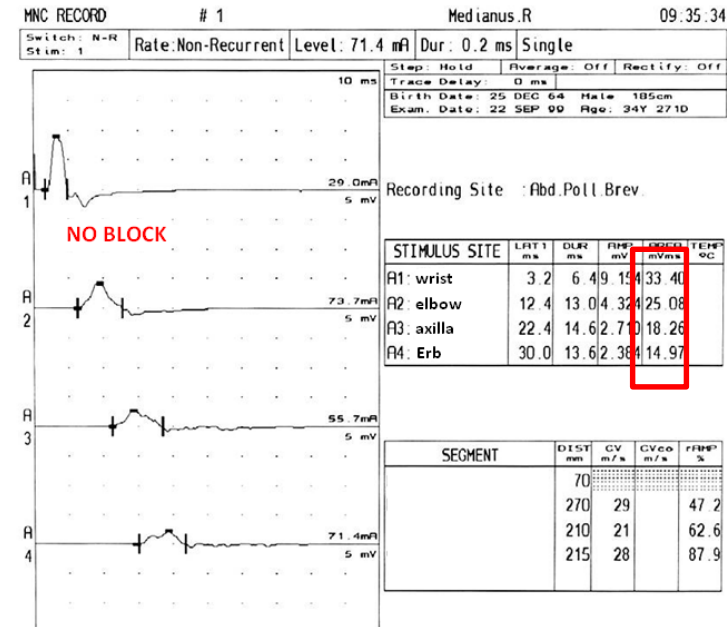 MNC RECORD # 1 Medianus.R 09:35:34
Switch: N-R
Stim: 1
Rate:Non-Recurrent Level: 71.4 mA Dur: 0.2 ms Single
Step: Hold Average: Off Rectify: Off
Trace Delay: 0 ms
Birth Date: 25 DEC 64 Male 185cm
Exam. Date: 22 SEP 99 Age: 34Y 271D
10 ms
A
1
29.0mA
5 mV
NO BLOCK
A
2
73.7mA
5 mV
A
3
55.7mA
5 mV
A
4
71.4mA
5 mV
Recording Site :Abd.Poll.Brev.
STIMULUS SITE LAT1 ms DUR ms AMP mV AREA mVms TEMP ºC
A1: wrist 3.2 6.4 9.154 33.40
A2: elbow 12.4 13.0 4.324 25.08
A3: axilla 22.4 14.6 2.710 18.26
A4: Erb 30.0 13.6 2.384 14.97
SEGMENT DIST mm CV m/s CVco m/s rAMP %
70
270 29 47.2
210 21 62.6
215 28 87.9